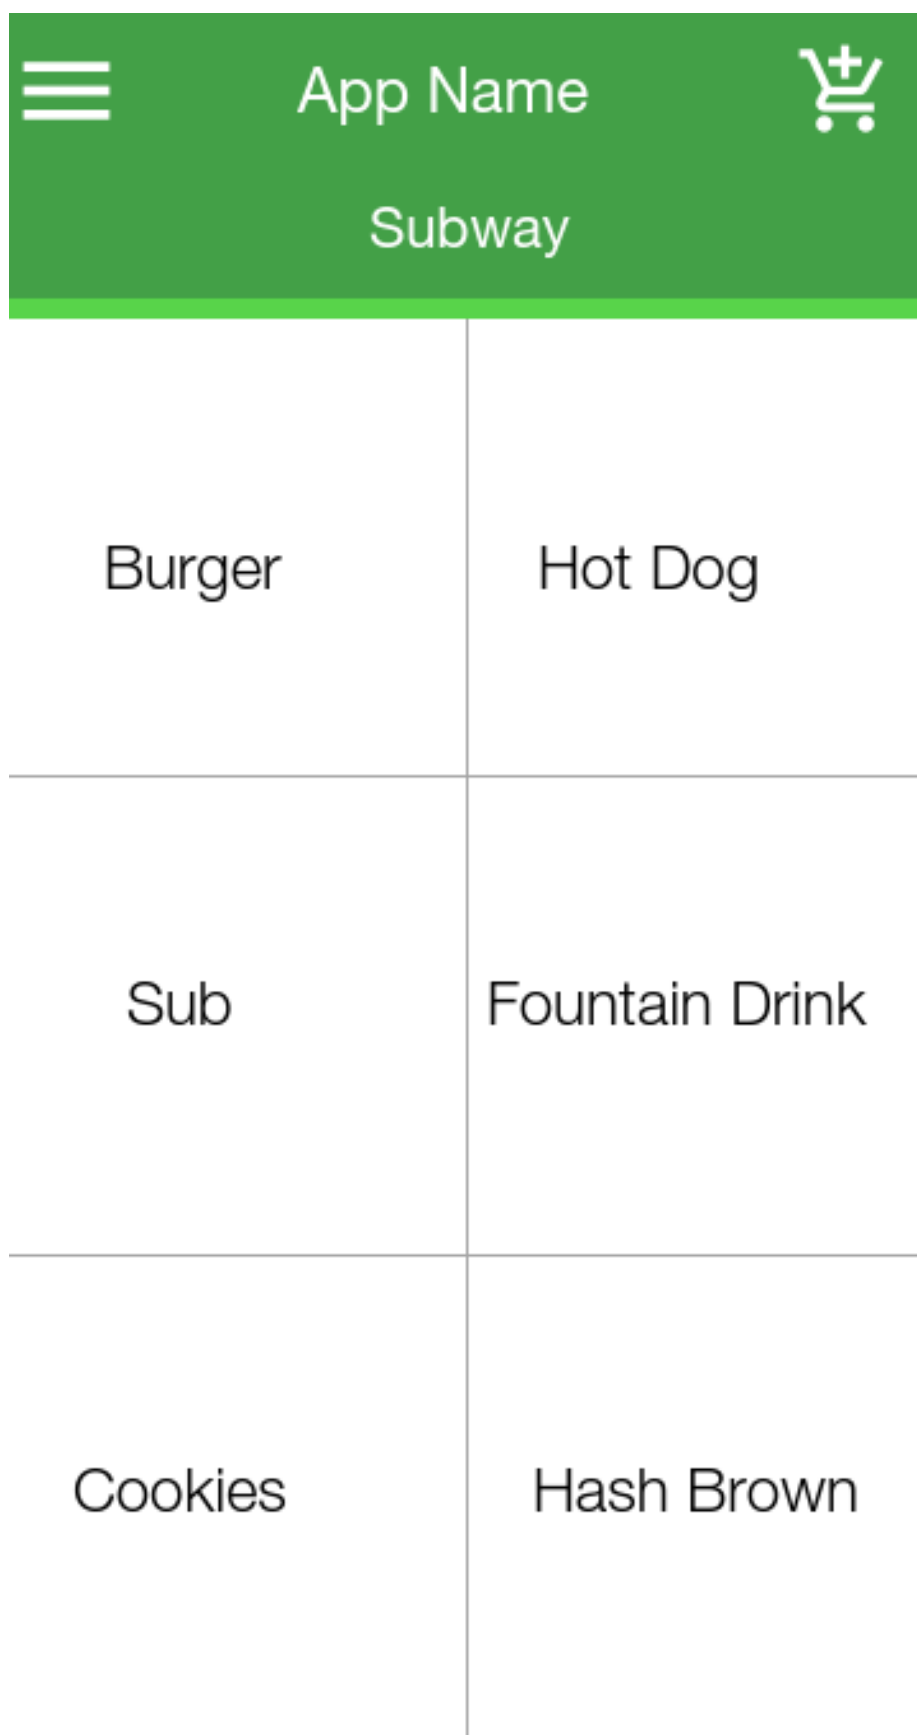 App Name
Subway
Burger
Hot Dog
Sub
Fountain Drink
Cookies
Hash Brown